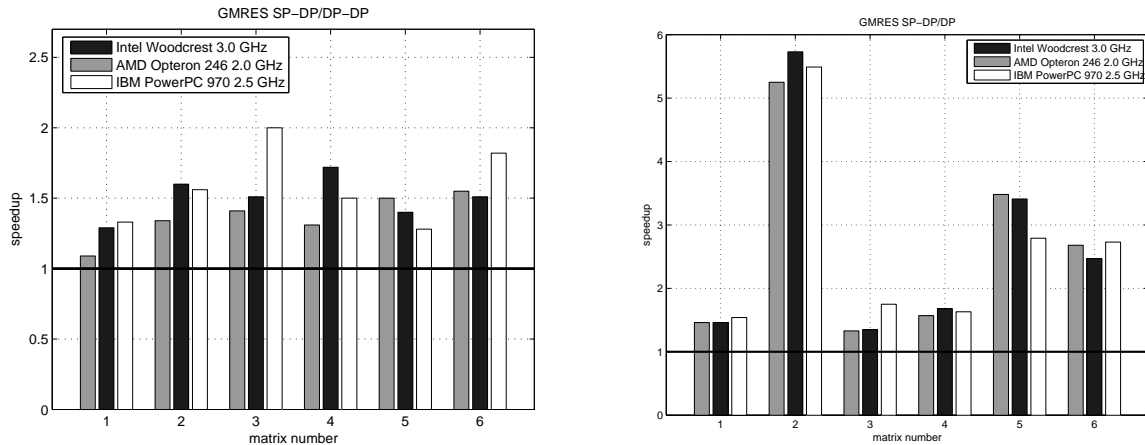 GMRES SP−DP/DP−DP
Intel Woodcrest 3.0 GHz
AMD Opteron 246 2.0 GHz
IBM PowerPC 970 2.5 GHz
2.5
2
1.5
1
0.5
0
speedup
1 2 3 4 5 6
matrix number
GMRES SP−DP/DP
Intel Woodcrest 3.0 GHz
AMD Opteron 246 2.0 GHz
IBM PowerPC 970 2.5 GHz
6
5
4
3
2
1
0
speedup
1 2 3 4 5 6
matrix number